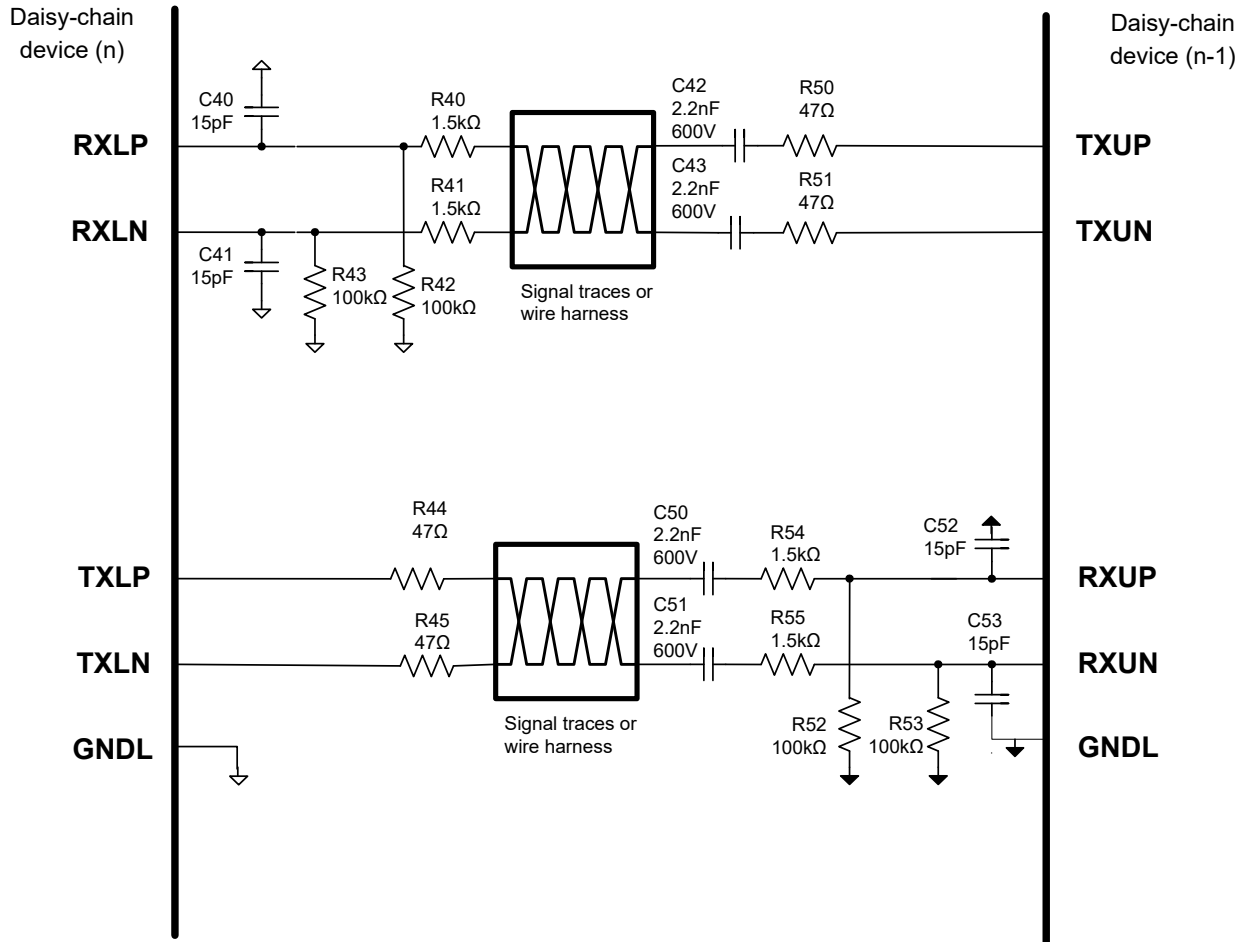 Daisy-chain
device (n)
Daisy-chain
device (n-1)
C40
15pF
R40
1.5kΩ
C42
2.2nF
600V
R50
47Ω
RXLP
TXUP
R41
1.5kΩ
C43
2.2nF
600V
R51
47Ω
RXLN
TXUN
C41
15pF
R43
100kΩ
R42
100kΩ
Signal traces or
wire harness
R44
47Ω
C50
2.2nF
600V
R54
1.5kΩ
C52
15pF
TXLP
RXUP
R45
47Ω
C51
2.2nF
600V
R55
1.5kΩ
C53
15pF
TXLN
RXUN
Signal traces or
wire harness
R52
100kΩ
R53
100kΩ
GNDL
GNDL